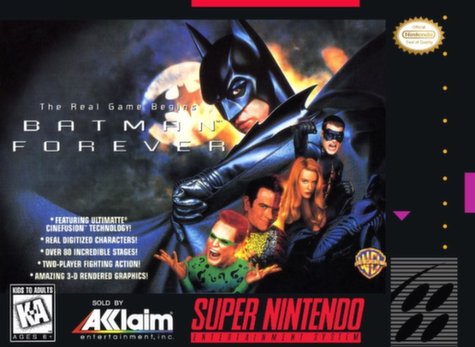 Official
Nintendo
Seal of Quality
The Real Game Begins
BATMAN
FOREVER
* FEATURING ULTIMATTE®
CINEFUSION™ TECHNOLOGY!
* REAL DIGITIZED CHARACTERS!
* OVER 80 INCREDIBLE STAGES!
* TWO-PLAYER FIGHTING ACTION!
* AMAZING 3-D RENDERED GRAPHICS!
KIDS TO ADULTS
K-A
AGES 6+
SOLD BY
AKKlaim
entertainment, inc.
SUPER NINTENDO
ENTERTAINMENT SYSTEM